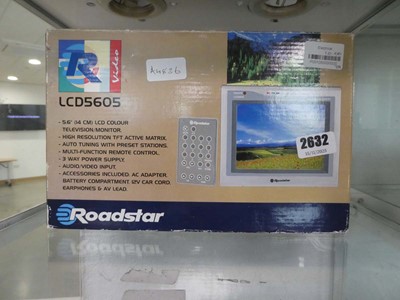 R
Video
LCD5605
- 5.6" (14 CM) LCD COLOUR
TELEVISION/MONITOR.
- HIGH RESOLUTION TFT ACTIVE MATRIX.
- AUTO TUNING WITH PRESET STATIONS.
- MULTI-FUNCTION REMOTE CONTROL.
- 3 WAY POWER SUPPLY.
- AUDIO/VIDEO INPUT.
- ACCESSORIES INCLUDED: AC ADAPTER,
BATTERY COMPARTMENT, 12V CAR CORD,
EARPHONES & AV LEAD.
Roadstar
Roadstar
2632